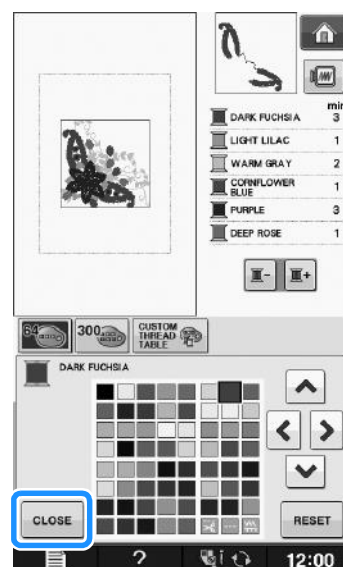 min
DARK FUCHSIA 3
LIGHT LILAC 1
WARM GRAY 2
CORNFLOWER
BLUE 1
PURPLE 3
DEEP ROSE 1
64
300
CUSTOM
THREAD
TABLE
DARK FUCHSIA
CLOSE
RESET
? i 12:00